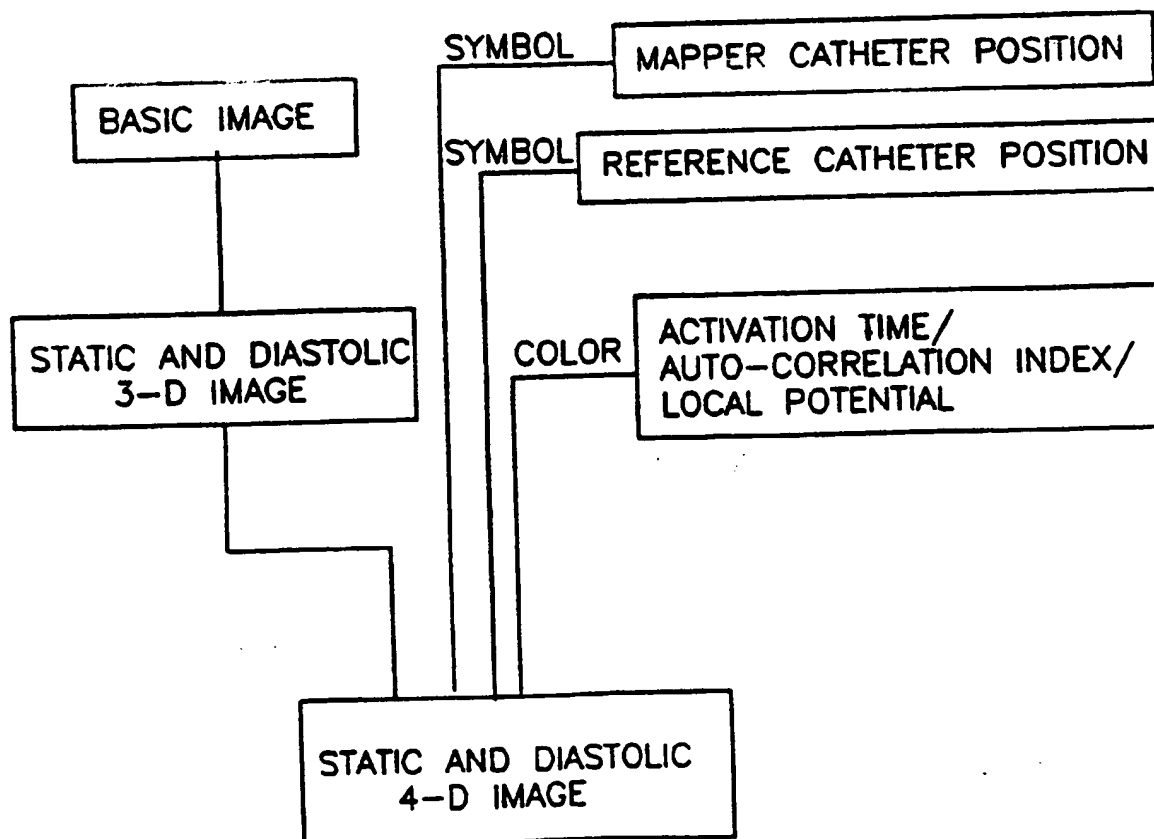 SYMBOL
MAPPER CATHETER POSITION
BASIC IMAGE
SYMBOL
REFERENCE CATHETER POSITION
STATIC AND DIASTOLIC
3-D IMAGE
COLOR
ACTIVATION TIME/
AUTO-CORRELATION INDEX/
LOCAL POTENTIAL
STATIC AND DIASTOLIC
4-D IMAGE